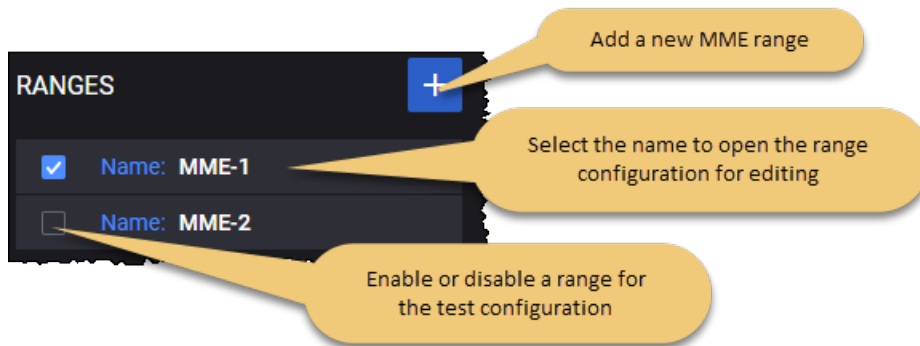 Add a new MME range
RANGES
+
Select the name to open the range
configuration for editing
Name: MME-1
Name: MME-2
Enable or disable a range for
the test configuration